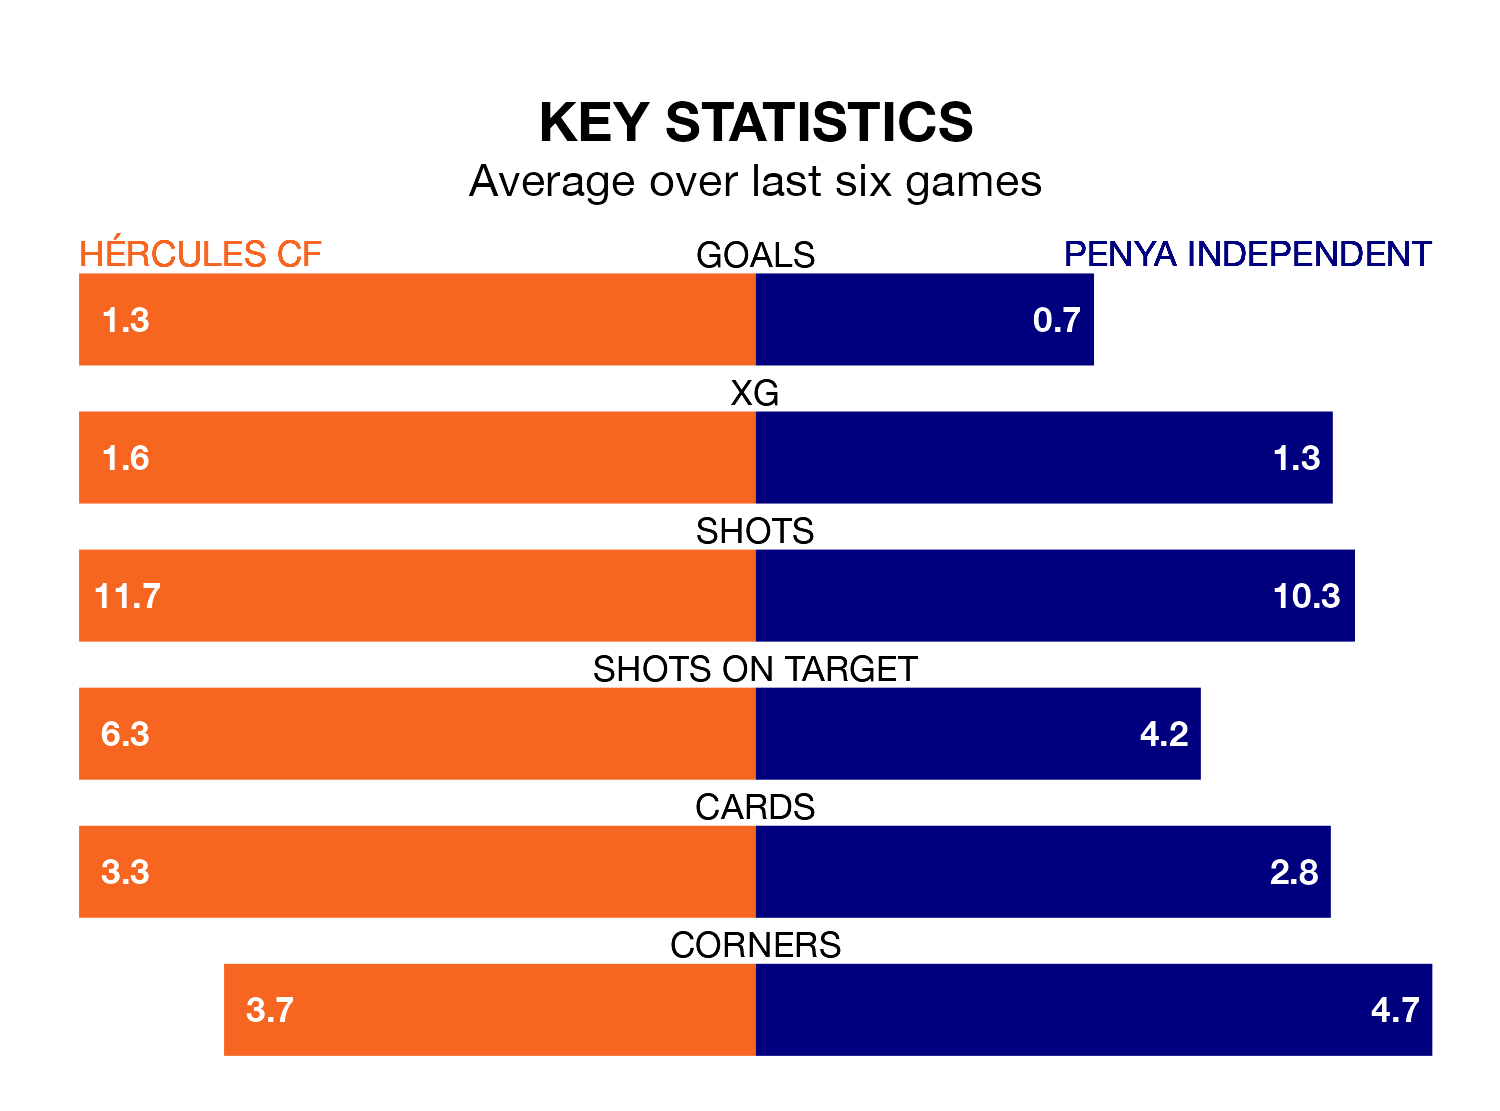 KEY STATISTICS
Average over last six games
HÉRCULES CF GOALS PENYA INDEPENDENT
1.3 0.7
XG
1.6 1.3
SHOTS
11.7 10.3
SHOTS ON TARGET
6.3 4.2
CARDS
3.3 2.8
CORNERS
3.7 4.7